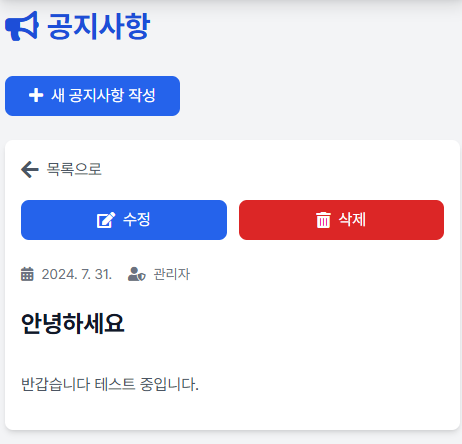 공지사항
새 공지사항 작성
목록으로
수정 삭제
2024. 7. 31. 관리자
안녕하세요
반갑습니다 테스트 중입니다.